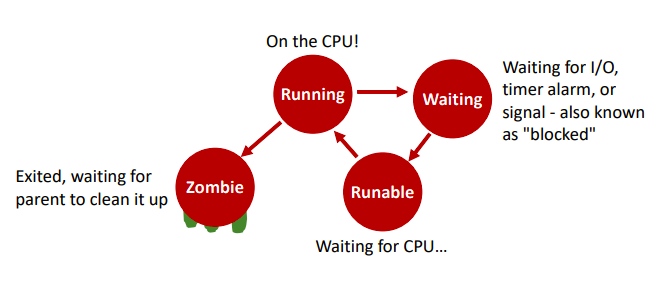 On the CPU!
Running
Waiting
Waiting for I/O,
timer alarm, or
signal - also known
as "blocked"
Zombie
Exited, waiting for
parent to clean it up
Runable
Waiting for CPU...